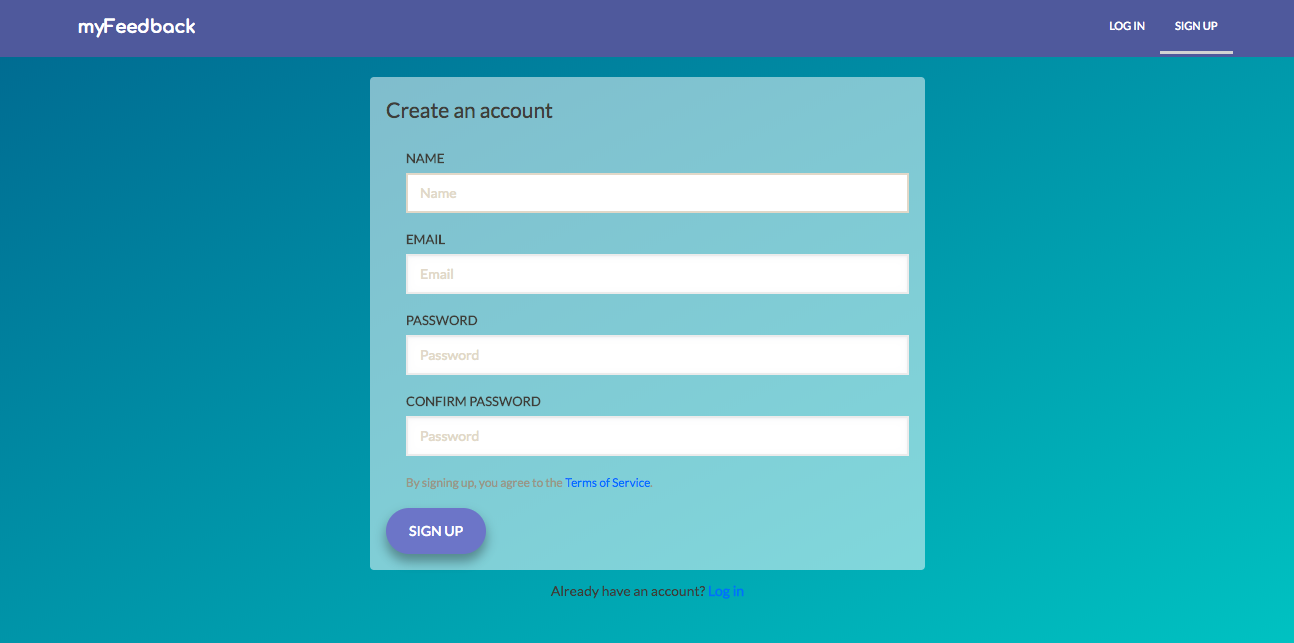 myFeedback
LOG IN
SIGN UP
Create an account
NAME
Name
EMAIL
Email
PASSWORD
Password
CONFIRM PASSWORD
Password
By signing up, you agree to the Terms of Service.
SIGN UP
Already have an account? Log in